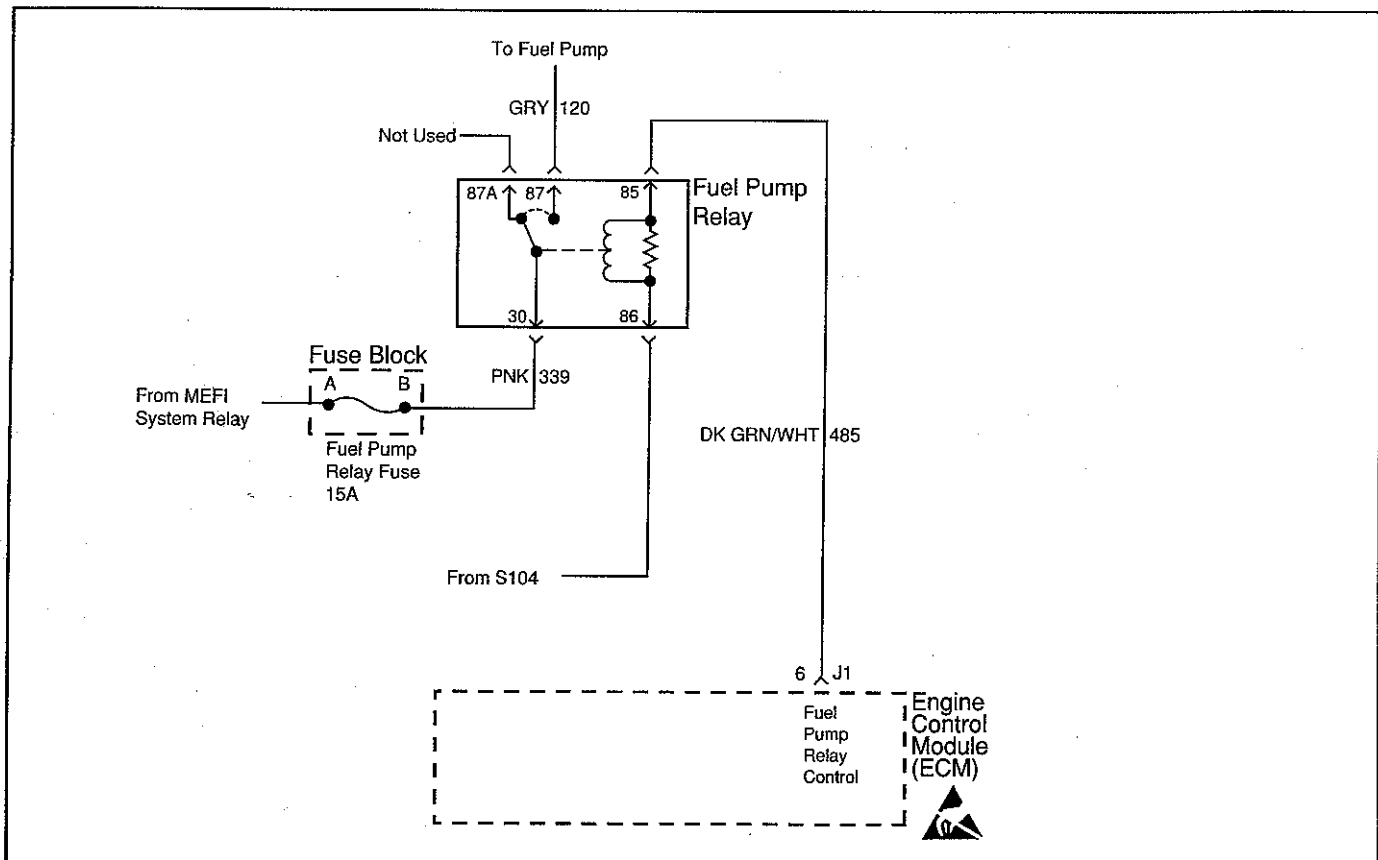 To Fuel Pump
GRY 120
Not Used
87A 87 85
Fuel Pump
Relay
30 86
Fuse Block
A B
PNK 339
From MEFI
System Relay
Fuel Pump
Relay Fuse
15A
DK GRN/WHT 485
From S104
6 J1
Fuel
Pump
Relay
Control
Engine
Control
Module
(ECM)